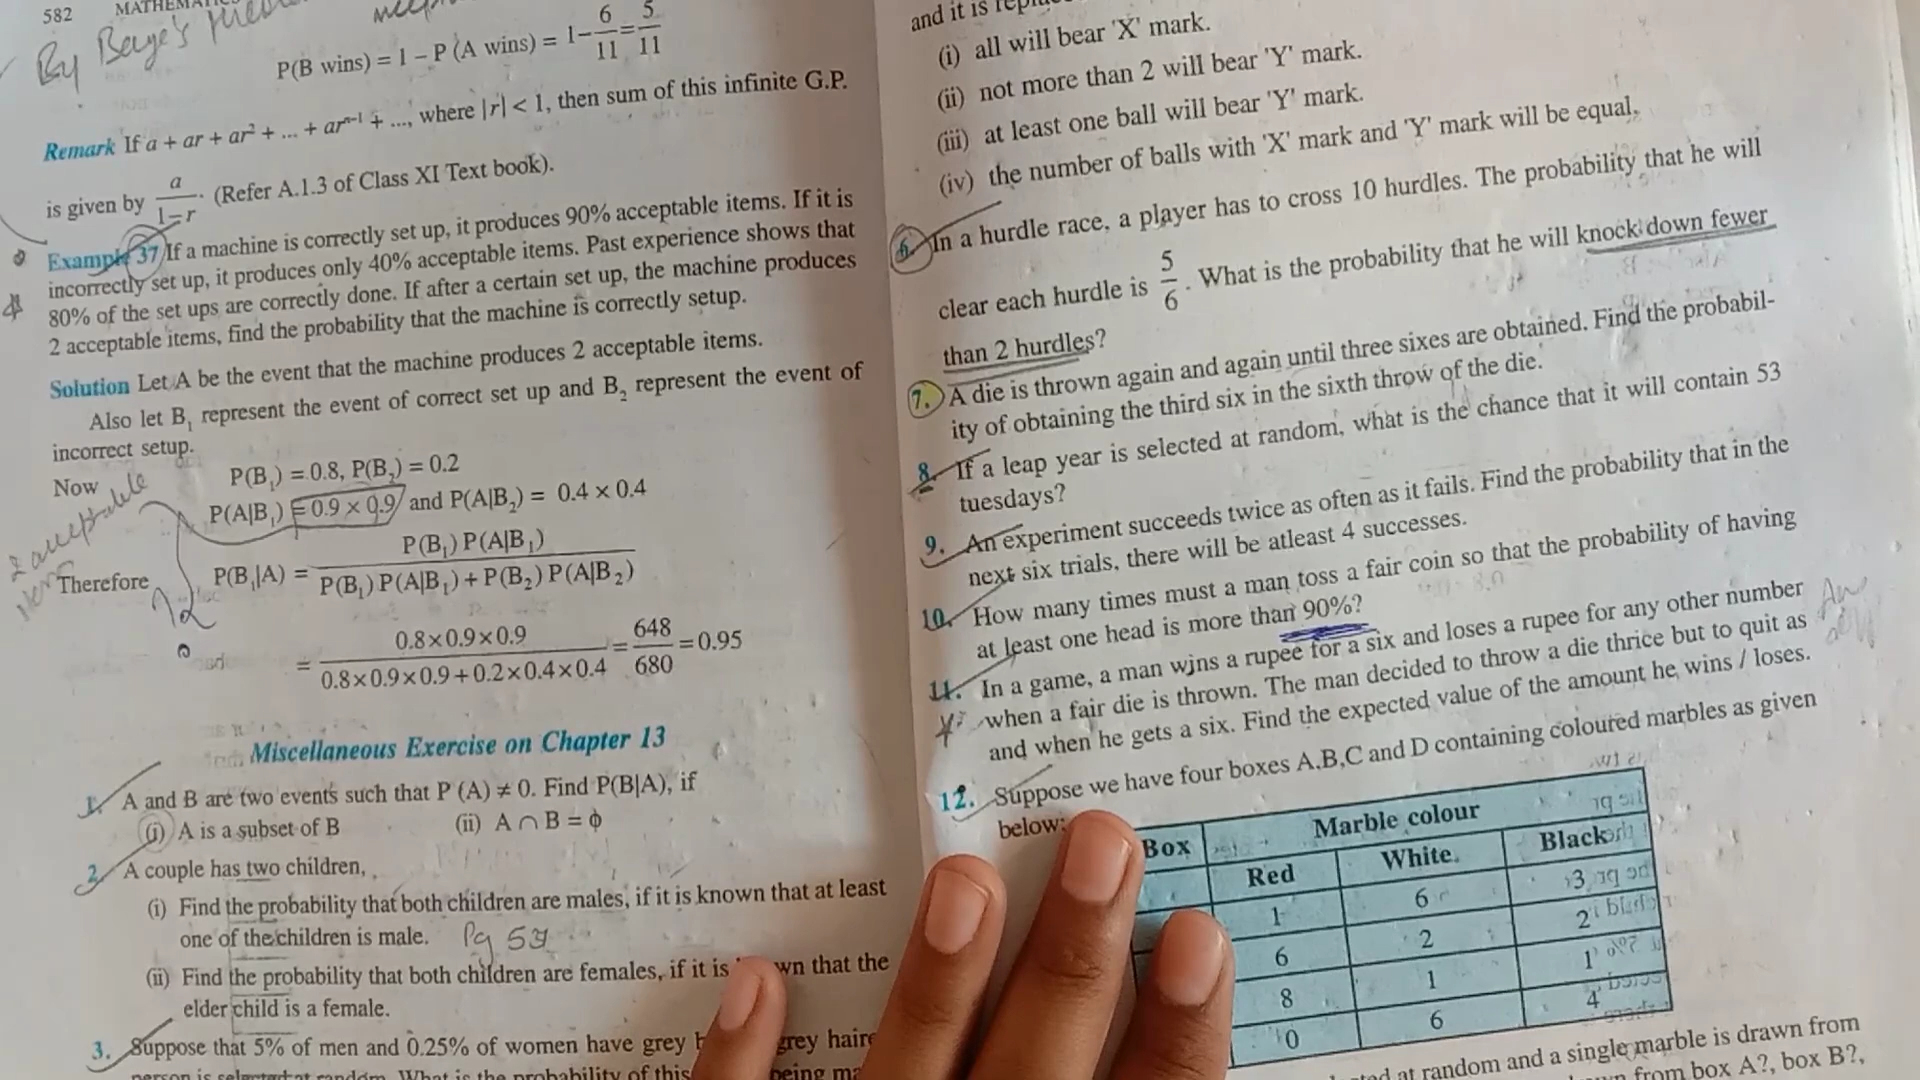 582
By Baye's
P(B wins) = 1 – P (A wins) = 1 – 6/11 = 5/11
Remark If a + ar + ar² + ... + arⁿ⁻¹ + ..., where |r| < 1, then sum of this infinite G.P.
is given by a/(1–r). (Refer A.1.3 of Class XI Text book).
Example 37 If a machine is correctly set up, it produces 90% acceptable items. If it is
incorrectly set up, it produces only 40% acceptable items. Past experience shows that
80% of the set ups are correctly done. If after a certain set up, the machine produces
2 acceptable items, find the probability that the machine is correctly setup.
Solution Let A be the event that the machine produces 2 acceptable items.
Also let B₁ represent the event of correct set up and B₂ represent the event of
incorrect setup.
Now P(B₁) = 0.8, P(B₂) = 0.2
P(A|B₁) = 0.9 × 0.9 and P(A|B₂) = 0.4 × 0.4
2 acceptable
Therefore P(B₁|A) = P(B₁) P(A|B₁) / P(B₁) P(A|B₁) + P(B₂) P(A|B₂)
= 0.8×0.9×0.9 / 0.8×0.9×0.9+0.2×0.4×0.4 = 648/680 = 0.95
Miscellaneous Exercise on Chapter 13
1. A and B are two events such that P (A) ≠ 0. Find P(B|A), if
(i) A is a subset of B (ii) A ∩ B = ϕ
2. A couple has two children,
(i) Find the probability that both children are males, if it is known that at least
one of the children is male.
(ii) Find the probability that both children are females, if it is wn that the
elder child is a female.
3. Suppose that 5% of men and 0.25% of women have grey grey
What is the probability of this being
and it is
(i) all will bear 'X' mark.
(ii) not more than 2 will bear 'Y' mark.
(iii) at least one ball will bear 'Y' mark.
(iv) the number of balls with 'X' mark and 'Y' mark will be equal.
6. In a hurdle race, a player has to cross 10 hurdles. The probability that he will
clear each hurdle is 5/6. What is the probability that he will knock down fewer
than 2 hurdles?
7. A die is thrown again and again until three sixes are obtained. Find the probabil-
ity of obtaining the third six in the sixth throw of the die.
8. If a leap year is selected at random, what is the chance that it will contain 53
tuesdays?
9. An experiment succeeds twice as often as it fails. Find the probability that in the
next six trials, there will be atleast 4 successes.
10. How many times must a man toss a fair coin so that the probability of having
at least one head is more than 90%?
11. In a game, a man wins a rupee for a six and loses a rupee for any other number
when a fair die is thrown. The man decided to throw a die thrice but to quit as
and when he gets a six. Find the expected value of the amount he wins / loses.
12. Suppose we have four boxes A,B,C and D containing coloured marbles as given
below:
Box Marble colour
Red White Black
1 6 3
6 2 2
8 1 1
0 6 4
at random and a single marble is drawn from
from box A?, box B?,